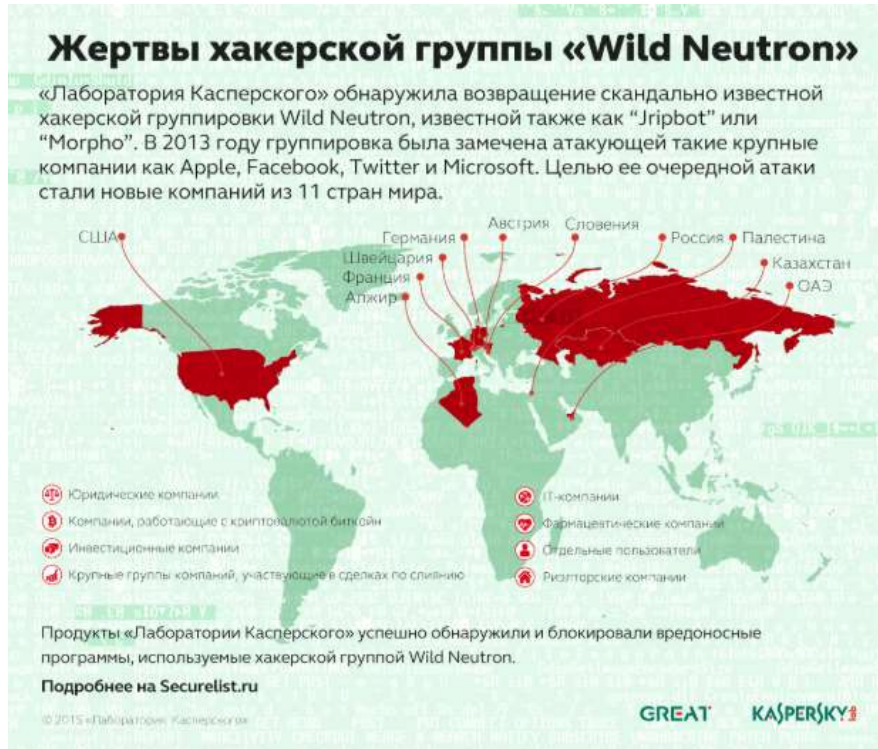 Жертвы хакерской группы «Wild Neutron»
«Лаборатория Касперского» обнаружила возвращение скандально известной
хакерской группировки Wild Neutron, известной также как “Jripbot” или
“Morpho”. В 2013 году группировка была замечена атакующей такие крупные
компании как Apple, Facebook, Twitter и Microsoft. Целью ее очередной атаки
стали новые компаний из 11 стран мира.
США
Германия
Австрия
Словения
Россия
Палестина
Швейцария
Казахстан
Франция
ОАЭ
Алжир
Юридические компании
Компании, работающие с криптовалютой биткойн
Инвестиционные компании
Крупные группы компаний, участвующие в сделках по слиянию
IT-компании
Фармацевтические компании
Отдельные пользователи
Риэлторские компании
Продукты «Лаборатории Касперского» успешно обнаружили и блокировали вредоносные
программы, используемые хакерской группой Wild Neutron.
Подробнее на Securelist.ru
© 2015 «Лаборатория Касперского»
GREAT
KASPERSKY lab